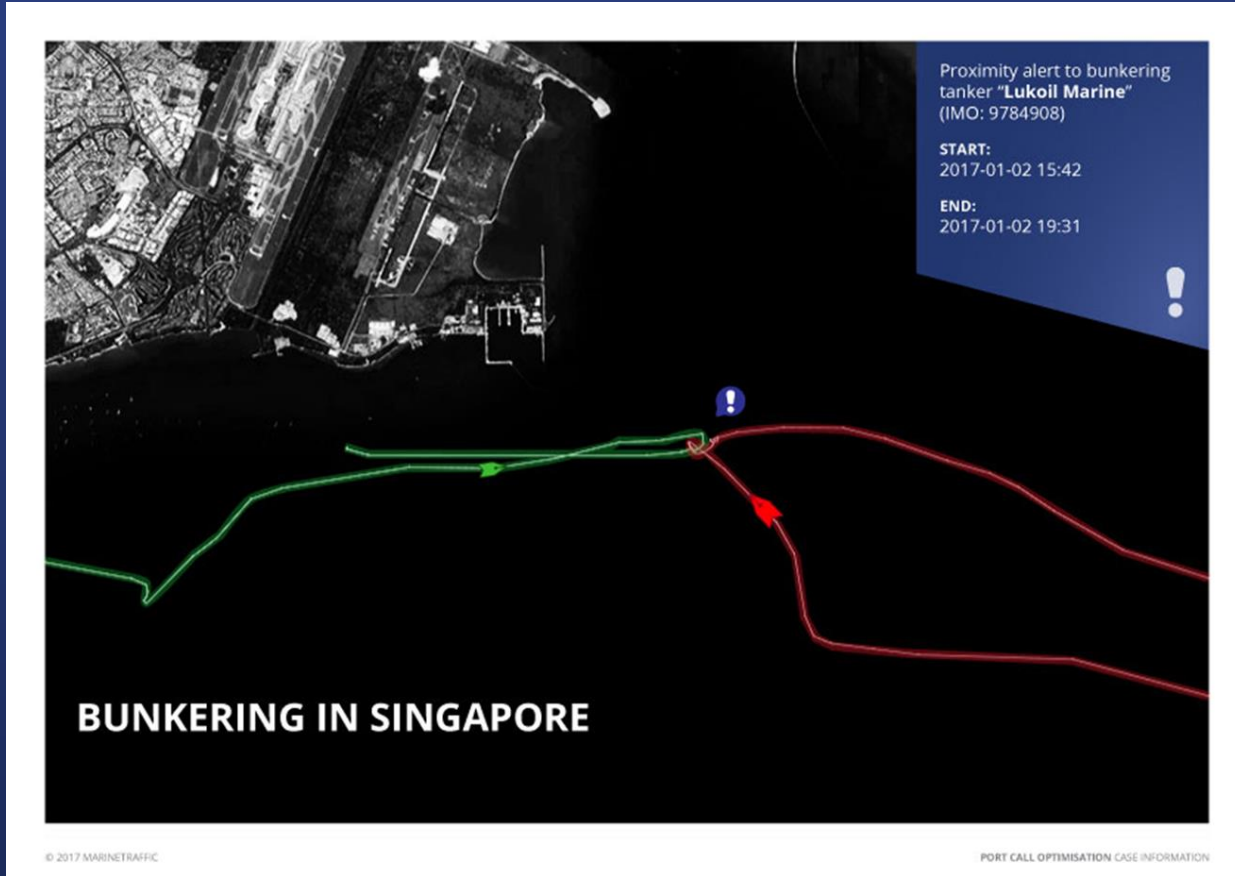 Proximity alert to bunkering
tanker “Lukoil Marine”
(IMO: 9784908)
START:
2017-01-02 15:42
END:
2017-01-02 19:31
!
!
BUNKERING IN SINGAPORE
© 2017 MARINETRAFFIC
PORT CALL OPTIMISATION CASE INFORMATION